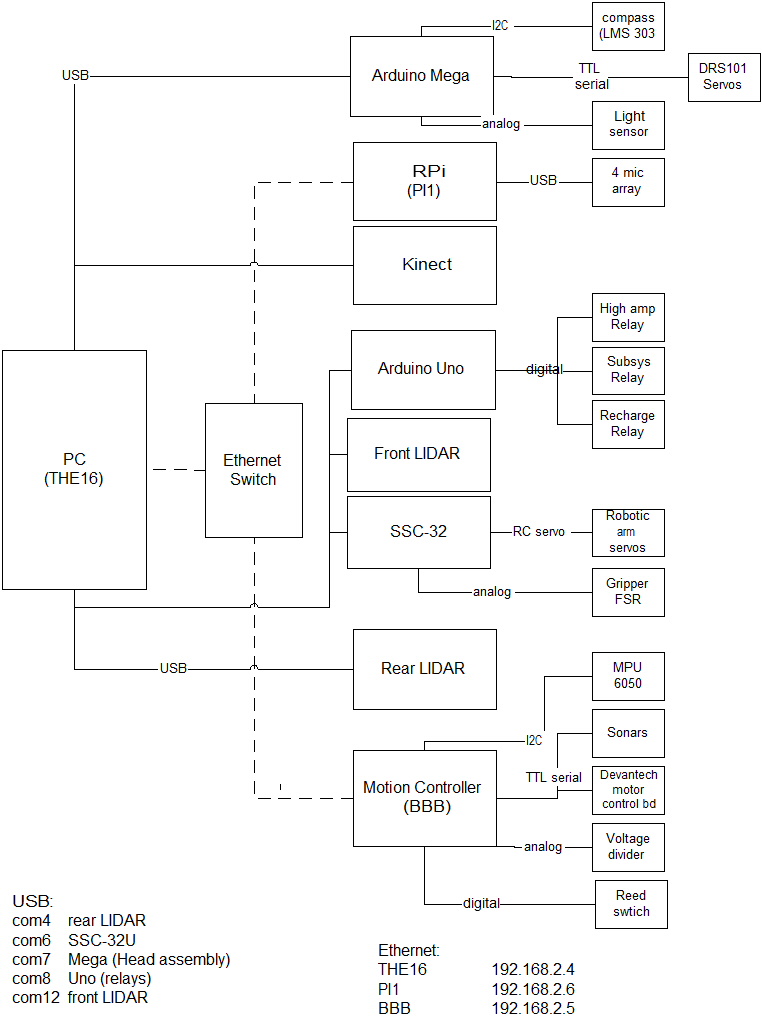 compass
(LMS 303
I2C
USB
Arduino Mega
TTL
serial
DRS101
Servos
analog
Light
sensor
RPi
(PI1)
USB
4 mic
array
Kinect
High amp
Relay
Arduino Uno
digital
Subsys
Relay
Recharge
Relay
PC
(THE16)
Ethernet
Switch
Front LIDAR
SSC-32
RC servo
Robotic
arm
servos
analog
Gripper
FSR
USB
Rear LIDAR
MPU
6050
I2C
Sonars
TTL serial
Motion Controller
(BBB)
Devantech
motor
control bd
analog
Voltage
divider
digital
Reed
swtich
USB:
com4 rear LIDAR
com6 SSC-32U
com7 Mega (Head assembly)
com8 Uno (relays)
com12 front LIDAR
Ethernet:
THE16 192.168.2.4
PI1 192.168.2.6
BBB 192.168.2.5